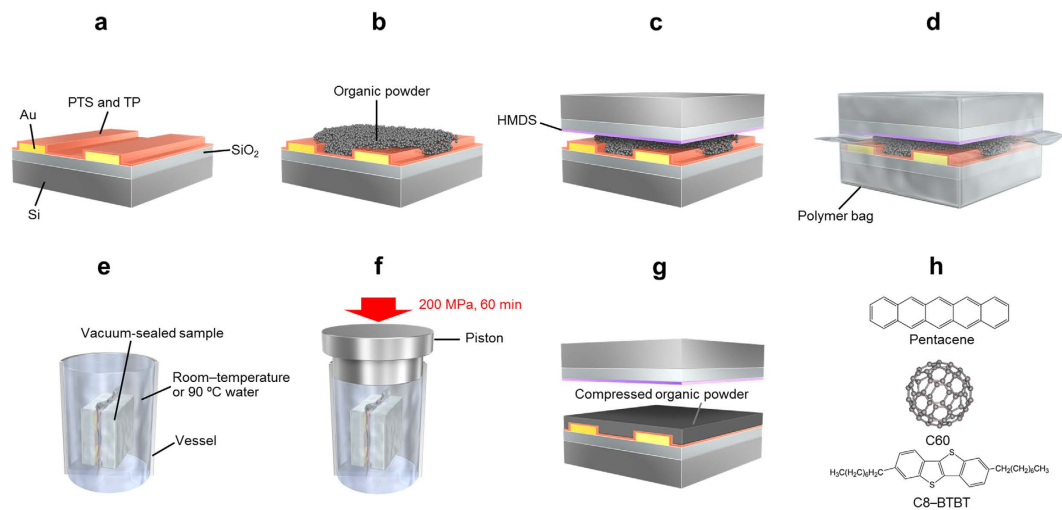 a
PTS and TP
Au
SiO₂
Si
b
Organic powder
c
HMDS
d
Polymer bag
e
Vacuum-sealed sample
Room–temperature
or 90 ºC water
Vessel
f
200 MPa, 60 min
Piston
g
Compressed organic powder
h
Pentacene
C60
H₃C(H₂C)₆H₂C
S
S
CH₂(CH₂)₆CH₃
C8–BTBT